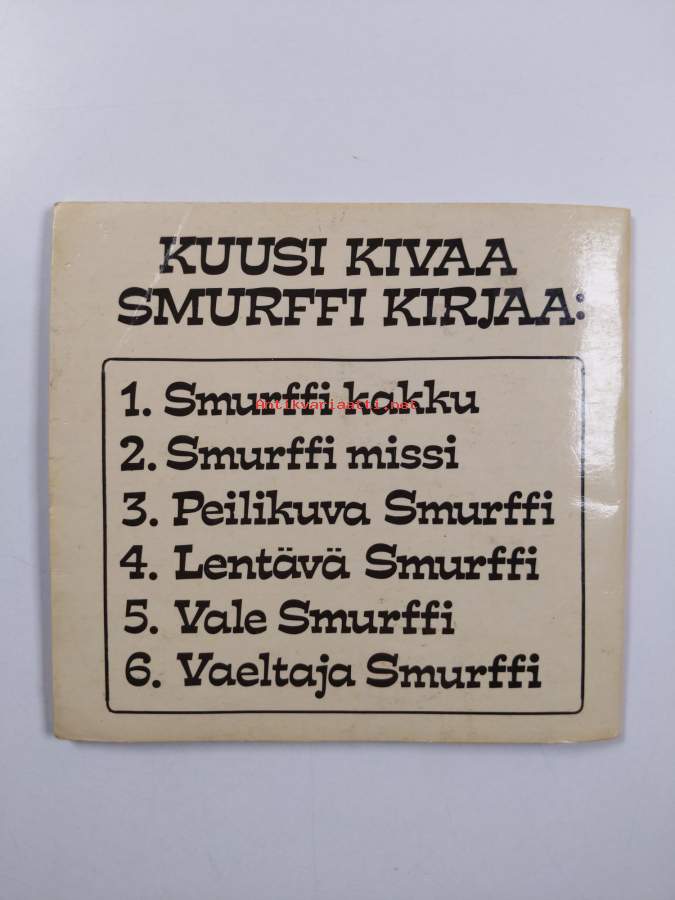 KUUSI KIVAA
SMURFFI KIRJAA:
1. Smurffi kakku
Antikvariaatti.net
2. Smurffi missi
3. Peilikuva Smurffi
4. Lentävä Smurffi
5. Vale Smurffi
6. Vaeltaja Smurffi